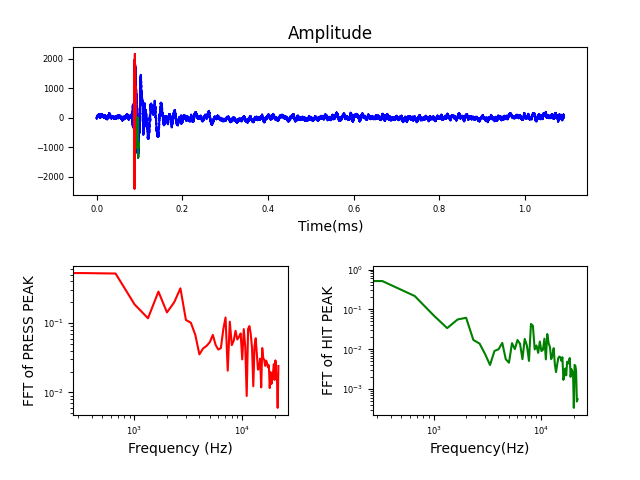 Amplitude
2000
1000
0
−1000
−2000
0.0 0.2 0.4 0.6 0.8 1.0
Time(ms)
FFT of PRESS PEAK
10⁻¹
10⁻²
10³ 10⁴
Frequency (Hz)
FFT of HIT PEAK
10⁰
10⁻¹
10⁻²
10⁻³
10³ 10⁴
Frequency(Hz)